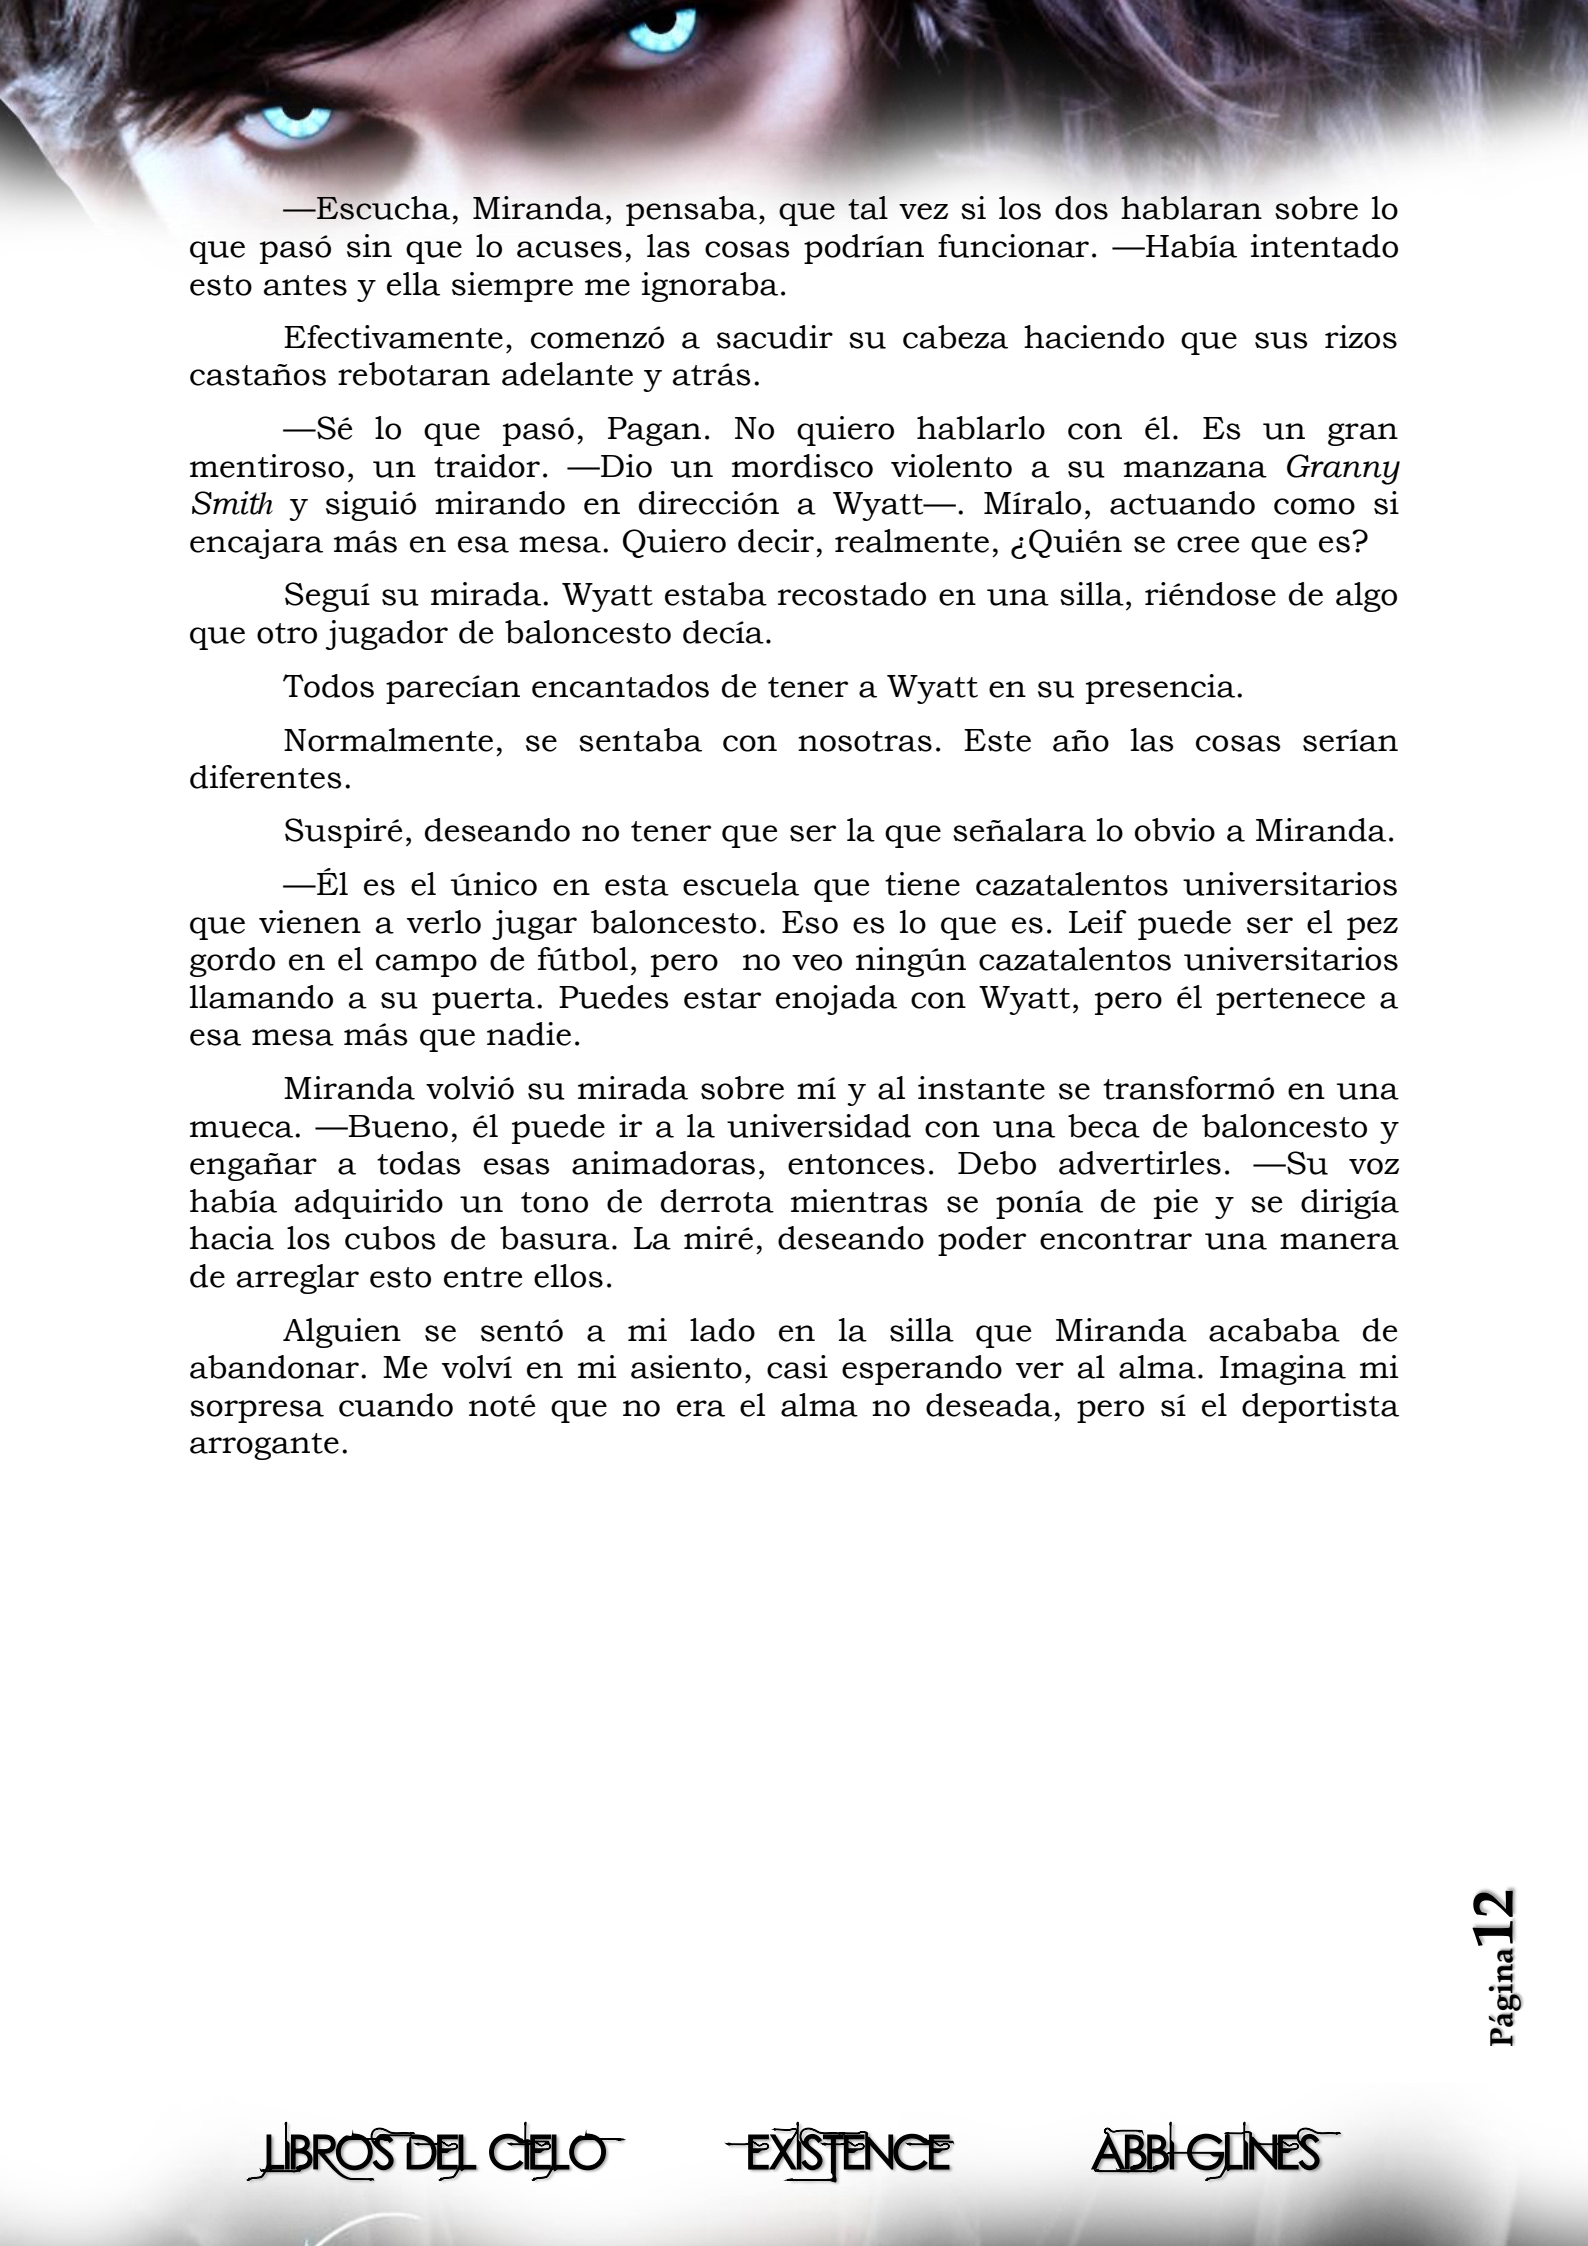 —Escucha, Miranda, pensaba, que tal vez si los dos hablaran sobre lo
que pasó sin que lo acuses, las cosas podrían funcionar. —Había intentado
esto antes y ella siempre me ignoraba.
Efectivamente, comenzó a sacudir su cabeza haciendo que sus rizos
castaños rebotaran adelante y atrás.
—Sé lo que pasó, Pagan. No quiero hablarlo con él. Es un gran
mentiroso, un traidor. —Dio un mordisco violento a su manzana Granny
Smith y siguió mirando en dirección a Wyatt—. Míralo, actuando como si
encajara más en esa mesa. Quiero decir, realmente, ¿Quién se cree que es?
Seguí su mirada. Wyatt estaba recostado en una silla, riéndose de algo
que otro jugador de baloncesto decía.
Todos parecían encantados de tener a Wyatt en su presencia.
Normalmente, se sentaba con nosotras. Este año las cosas serían
diferentes.
Suspiré, deseando no tener que ser la que señalara lo obvio a Miranda.
—Él es el único en esta escuela que tiene cazatalentos universitarios
que vienen a verlo jugar baloncesto. Eso es lo que es. Leif puede ser el pez
gordo en el campo de fútbol, pero  no veo ningún cazatalentos universitarios
llamando a su puerta. Puedes estar enojada con Wyatt, pero él pertenece a
esa mesa más que nadie.
Miranda volvió su mirada sobre mí y al instante se transformó en una
mueca. —Bueno, él puede ir a la universidad con una beca de baloncesto y
engañar a todas esas animadoras, entonces. Debo advertirles. —Su voz
había adquirido un tono de derrota mientras se ponía de pie y se dirigía
hacia los cubos de basura. La miré, deseando poder encontrar una manera
de arreglar esto entre ellos.
Alguien se sentó a mi lado en la silla que Miranda acababa de
abandonar. Me volví en mi asiento, casi esperando ver al alma. Imagina mi
sorpresa cuando noté que no era el alma no deseada, pero sí el deportista
arrogante.
Página12
LIBROS DEL CIELO EXISTENCE ABBI GLINES